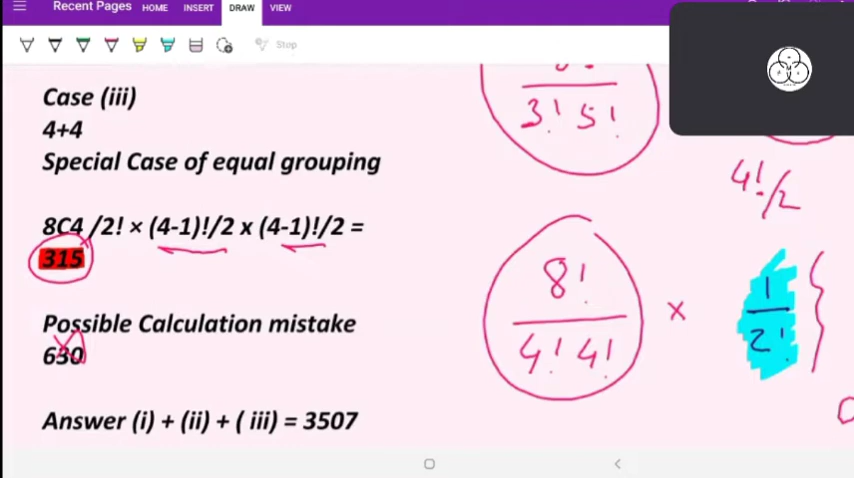 Recent Pages HOME INSERT DRAW VIEW
Stop
Case (iii)
4+4
Special Case of equal grouping
8C4 /2! × (4-1)!/2 x (4-1)!/2 =
315
Possible Calculation mistake
630
Answer (i) + (ii) + ( iii) = 3507
3! 5!
4!/2
8!
4! 4!
×
1
2!